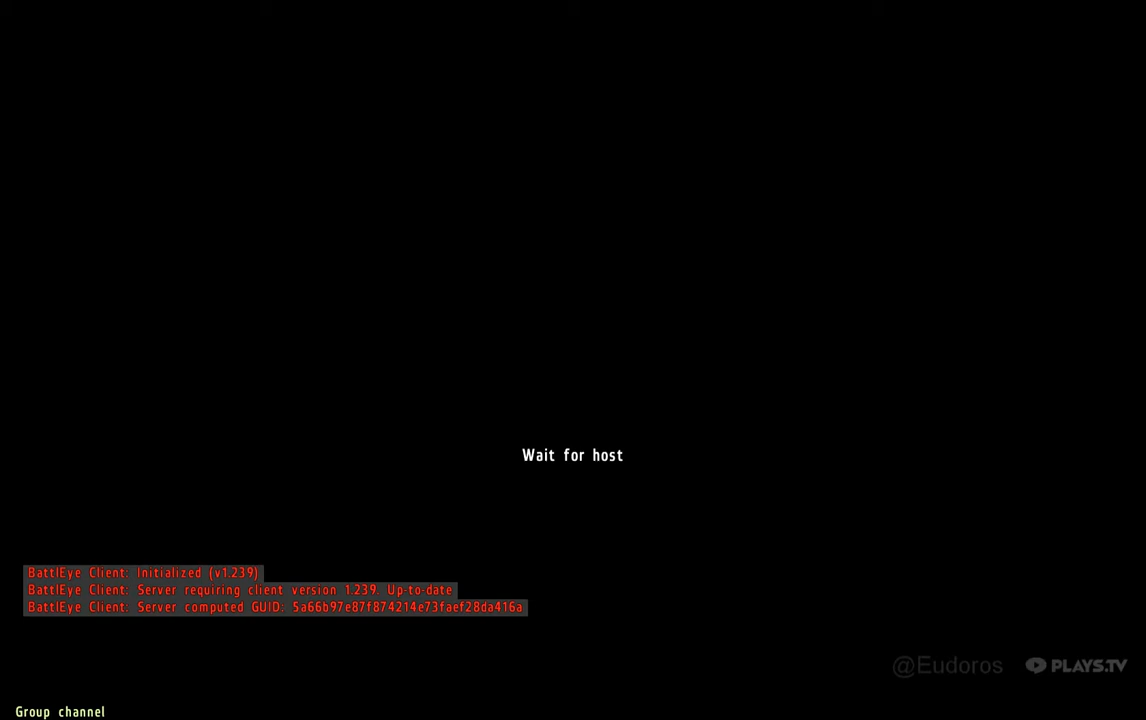 Wait for host
BattlEye Client: Initialized (v1.239)
BattlEye Client: Server requiring client version 1.239. Up-to-date
BattlEye Client: Server computed GUID: 5a66b97e87f874214e73faef28da416a
@Eudoros PLAYS.TV
Group channel